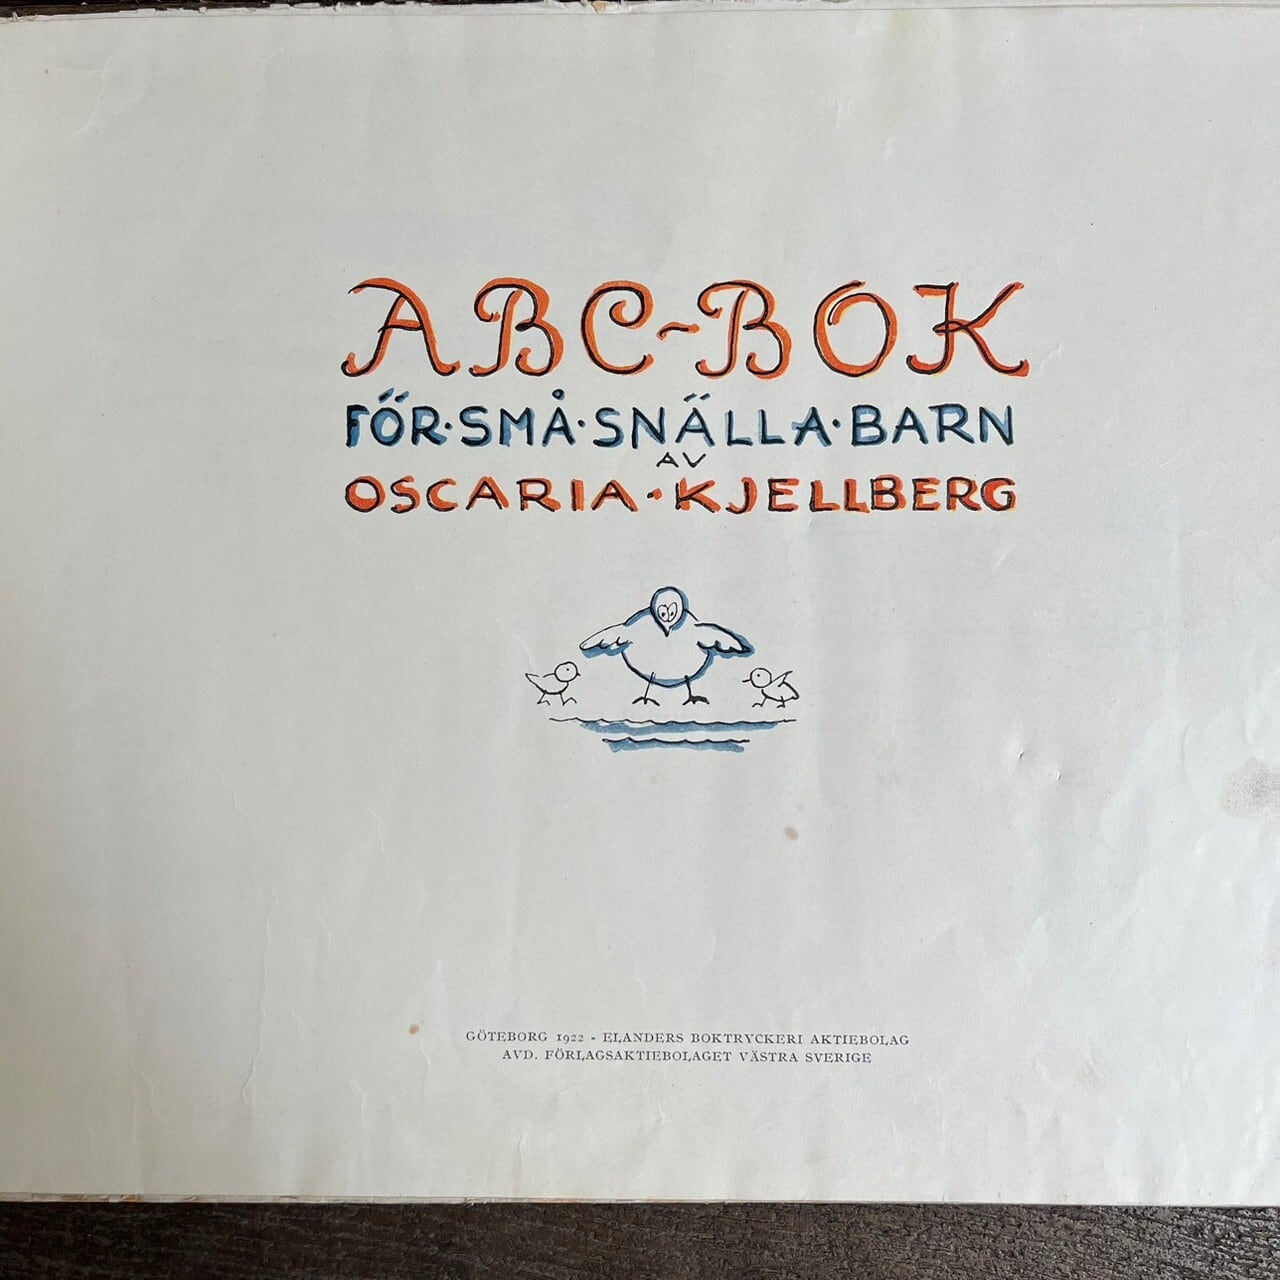 ABC-BOK
FÖR·SMÅ·SNÄLLA·BARN
AV
OSCARIA·KJELLBERG
GÖTEBORG 1922 - ELANDERS BOKTRYCKERI AKTIEBOLAG
AVD. FÖRLAGSAKTIEBOLAGET VÄSTRA SVERIGE